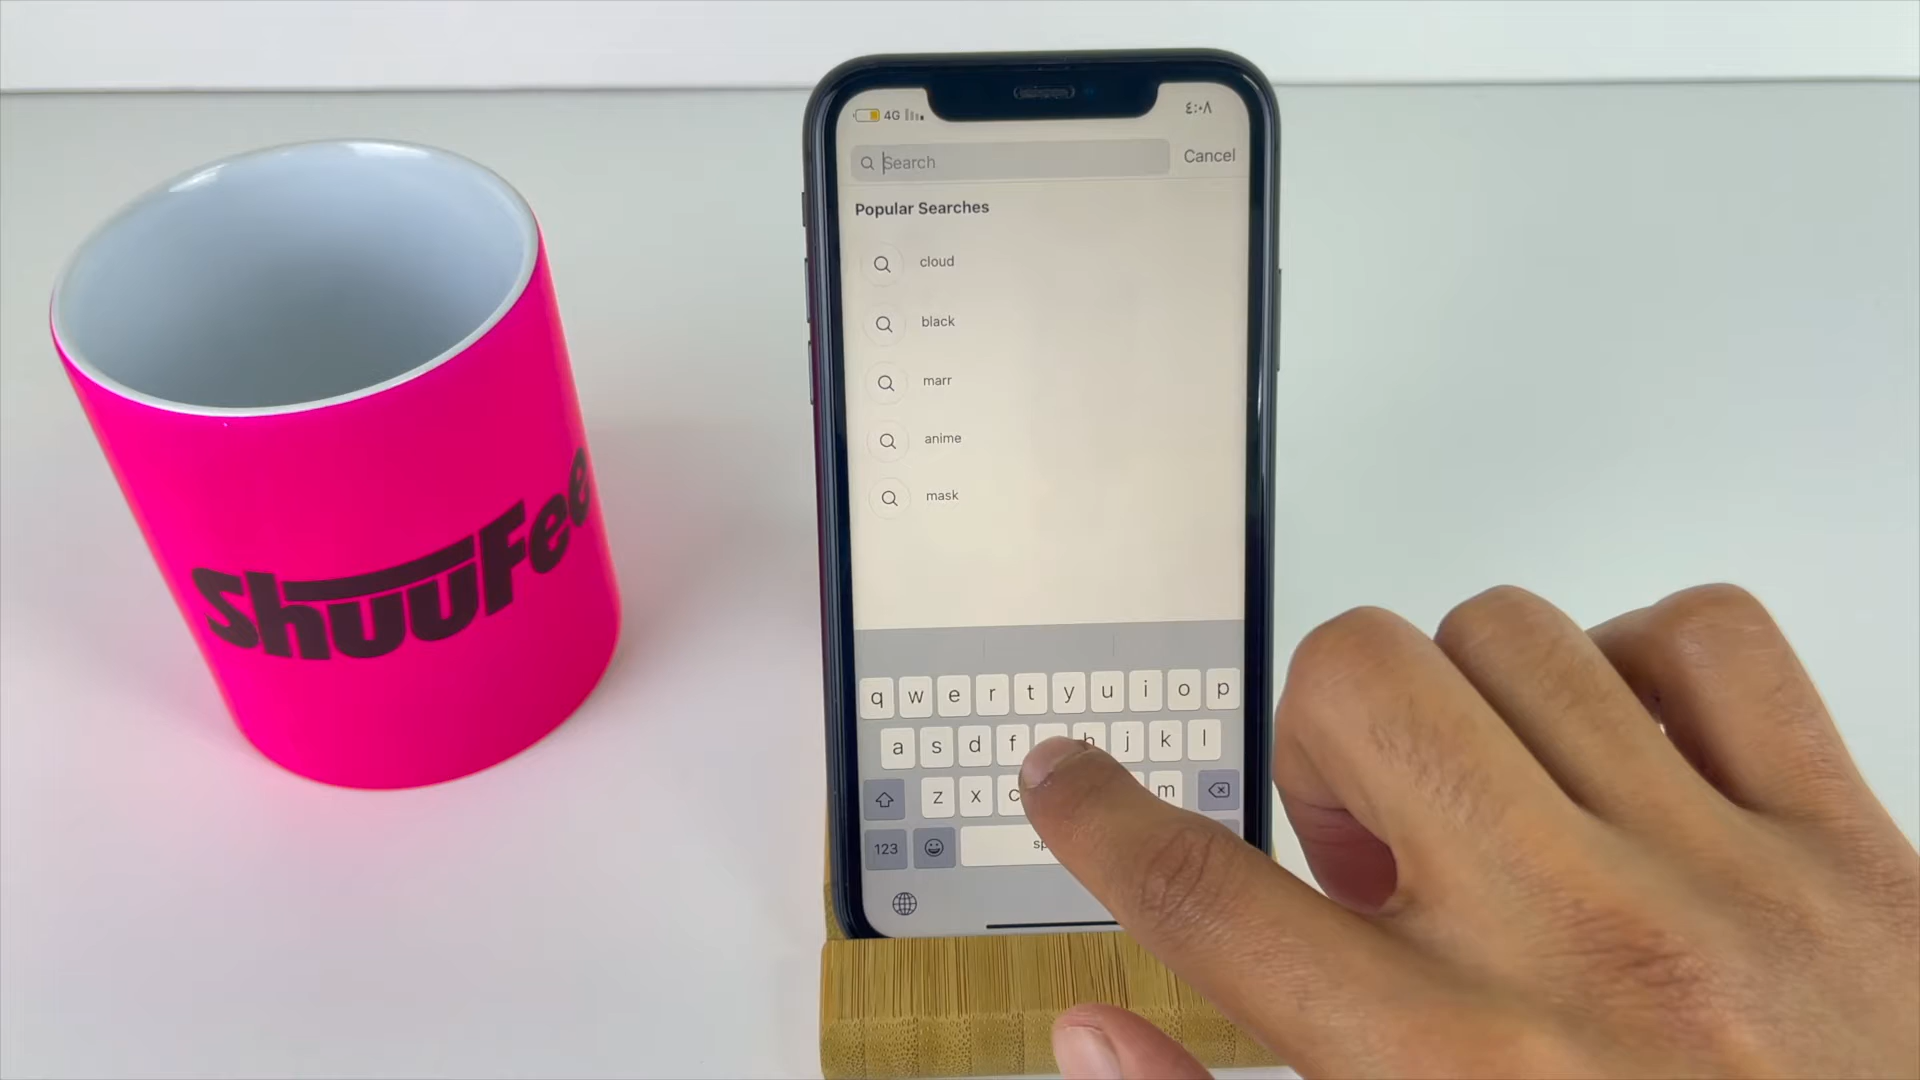 ShuuFee
4G
٤:٠٨
Search
Cancel
Popular Searches
cloud
black
marr
anime
mask
q w e r t y u i o p
a s d f h j k l
z x c m
123